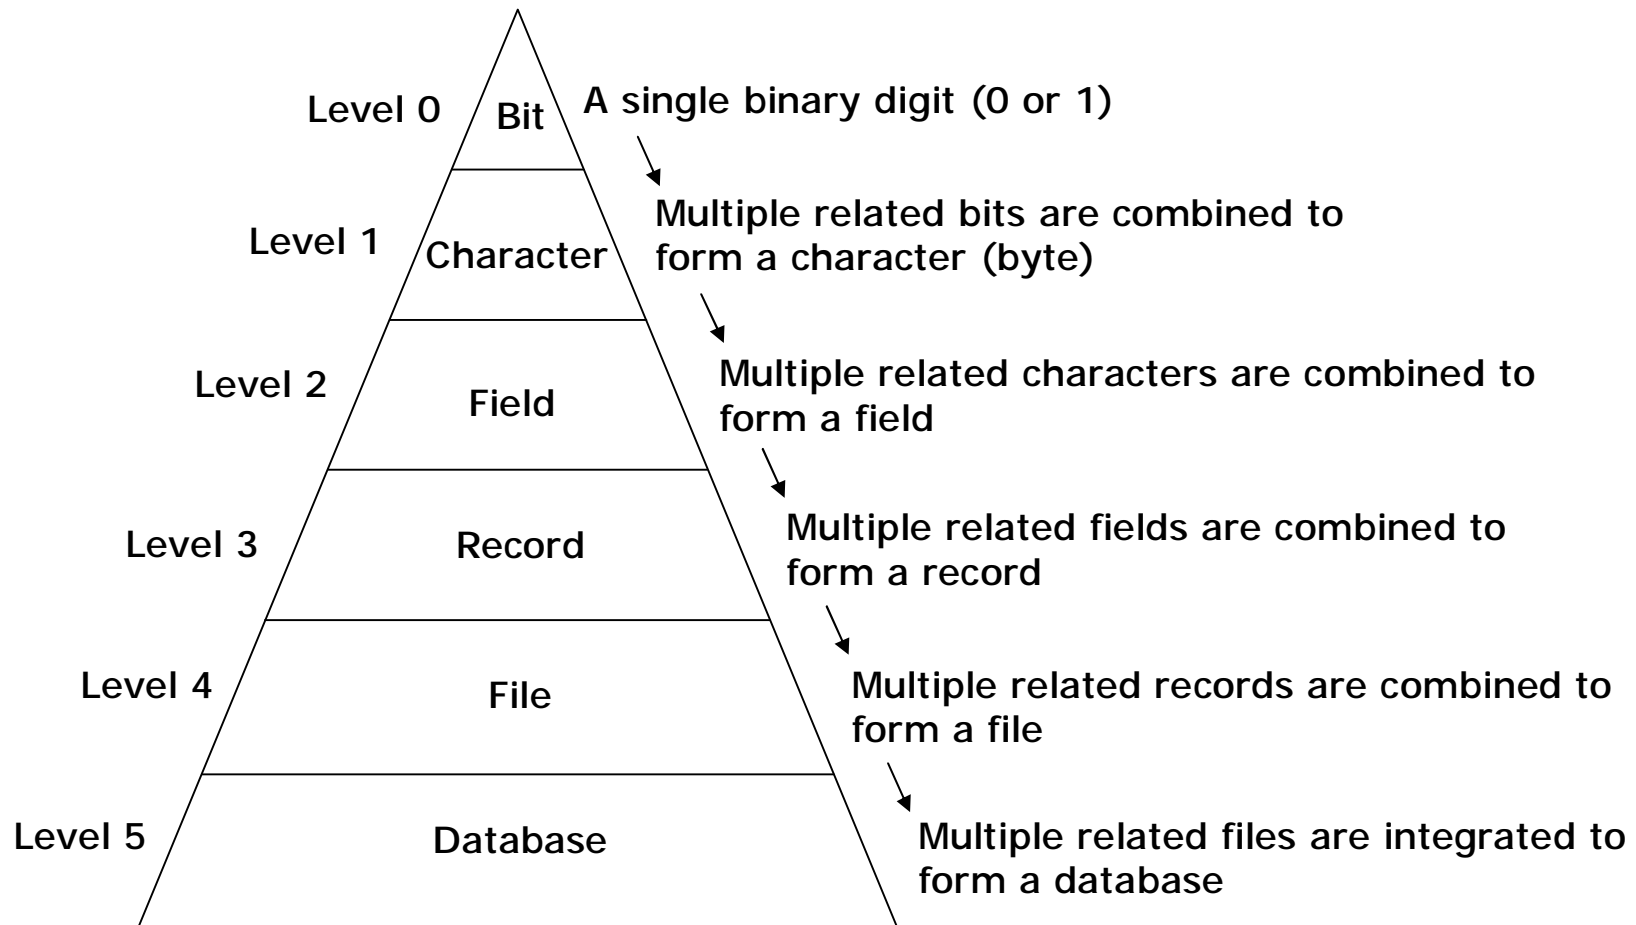 Level 0
Bit
A single binary digit (0 or 1)
Level 1
Character
Multiple related bits are combined to
form a character (byte)
Level 2
Field
Multiple related characters are combined to
form a field
Level 3
Record
Multiple related fields are combined to
form a record
Level 4
File
Multiple related records are combined to
form a file
Level 5
Database
Multiple related files are integrated to
form a database